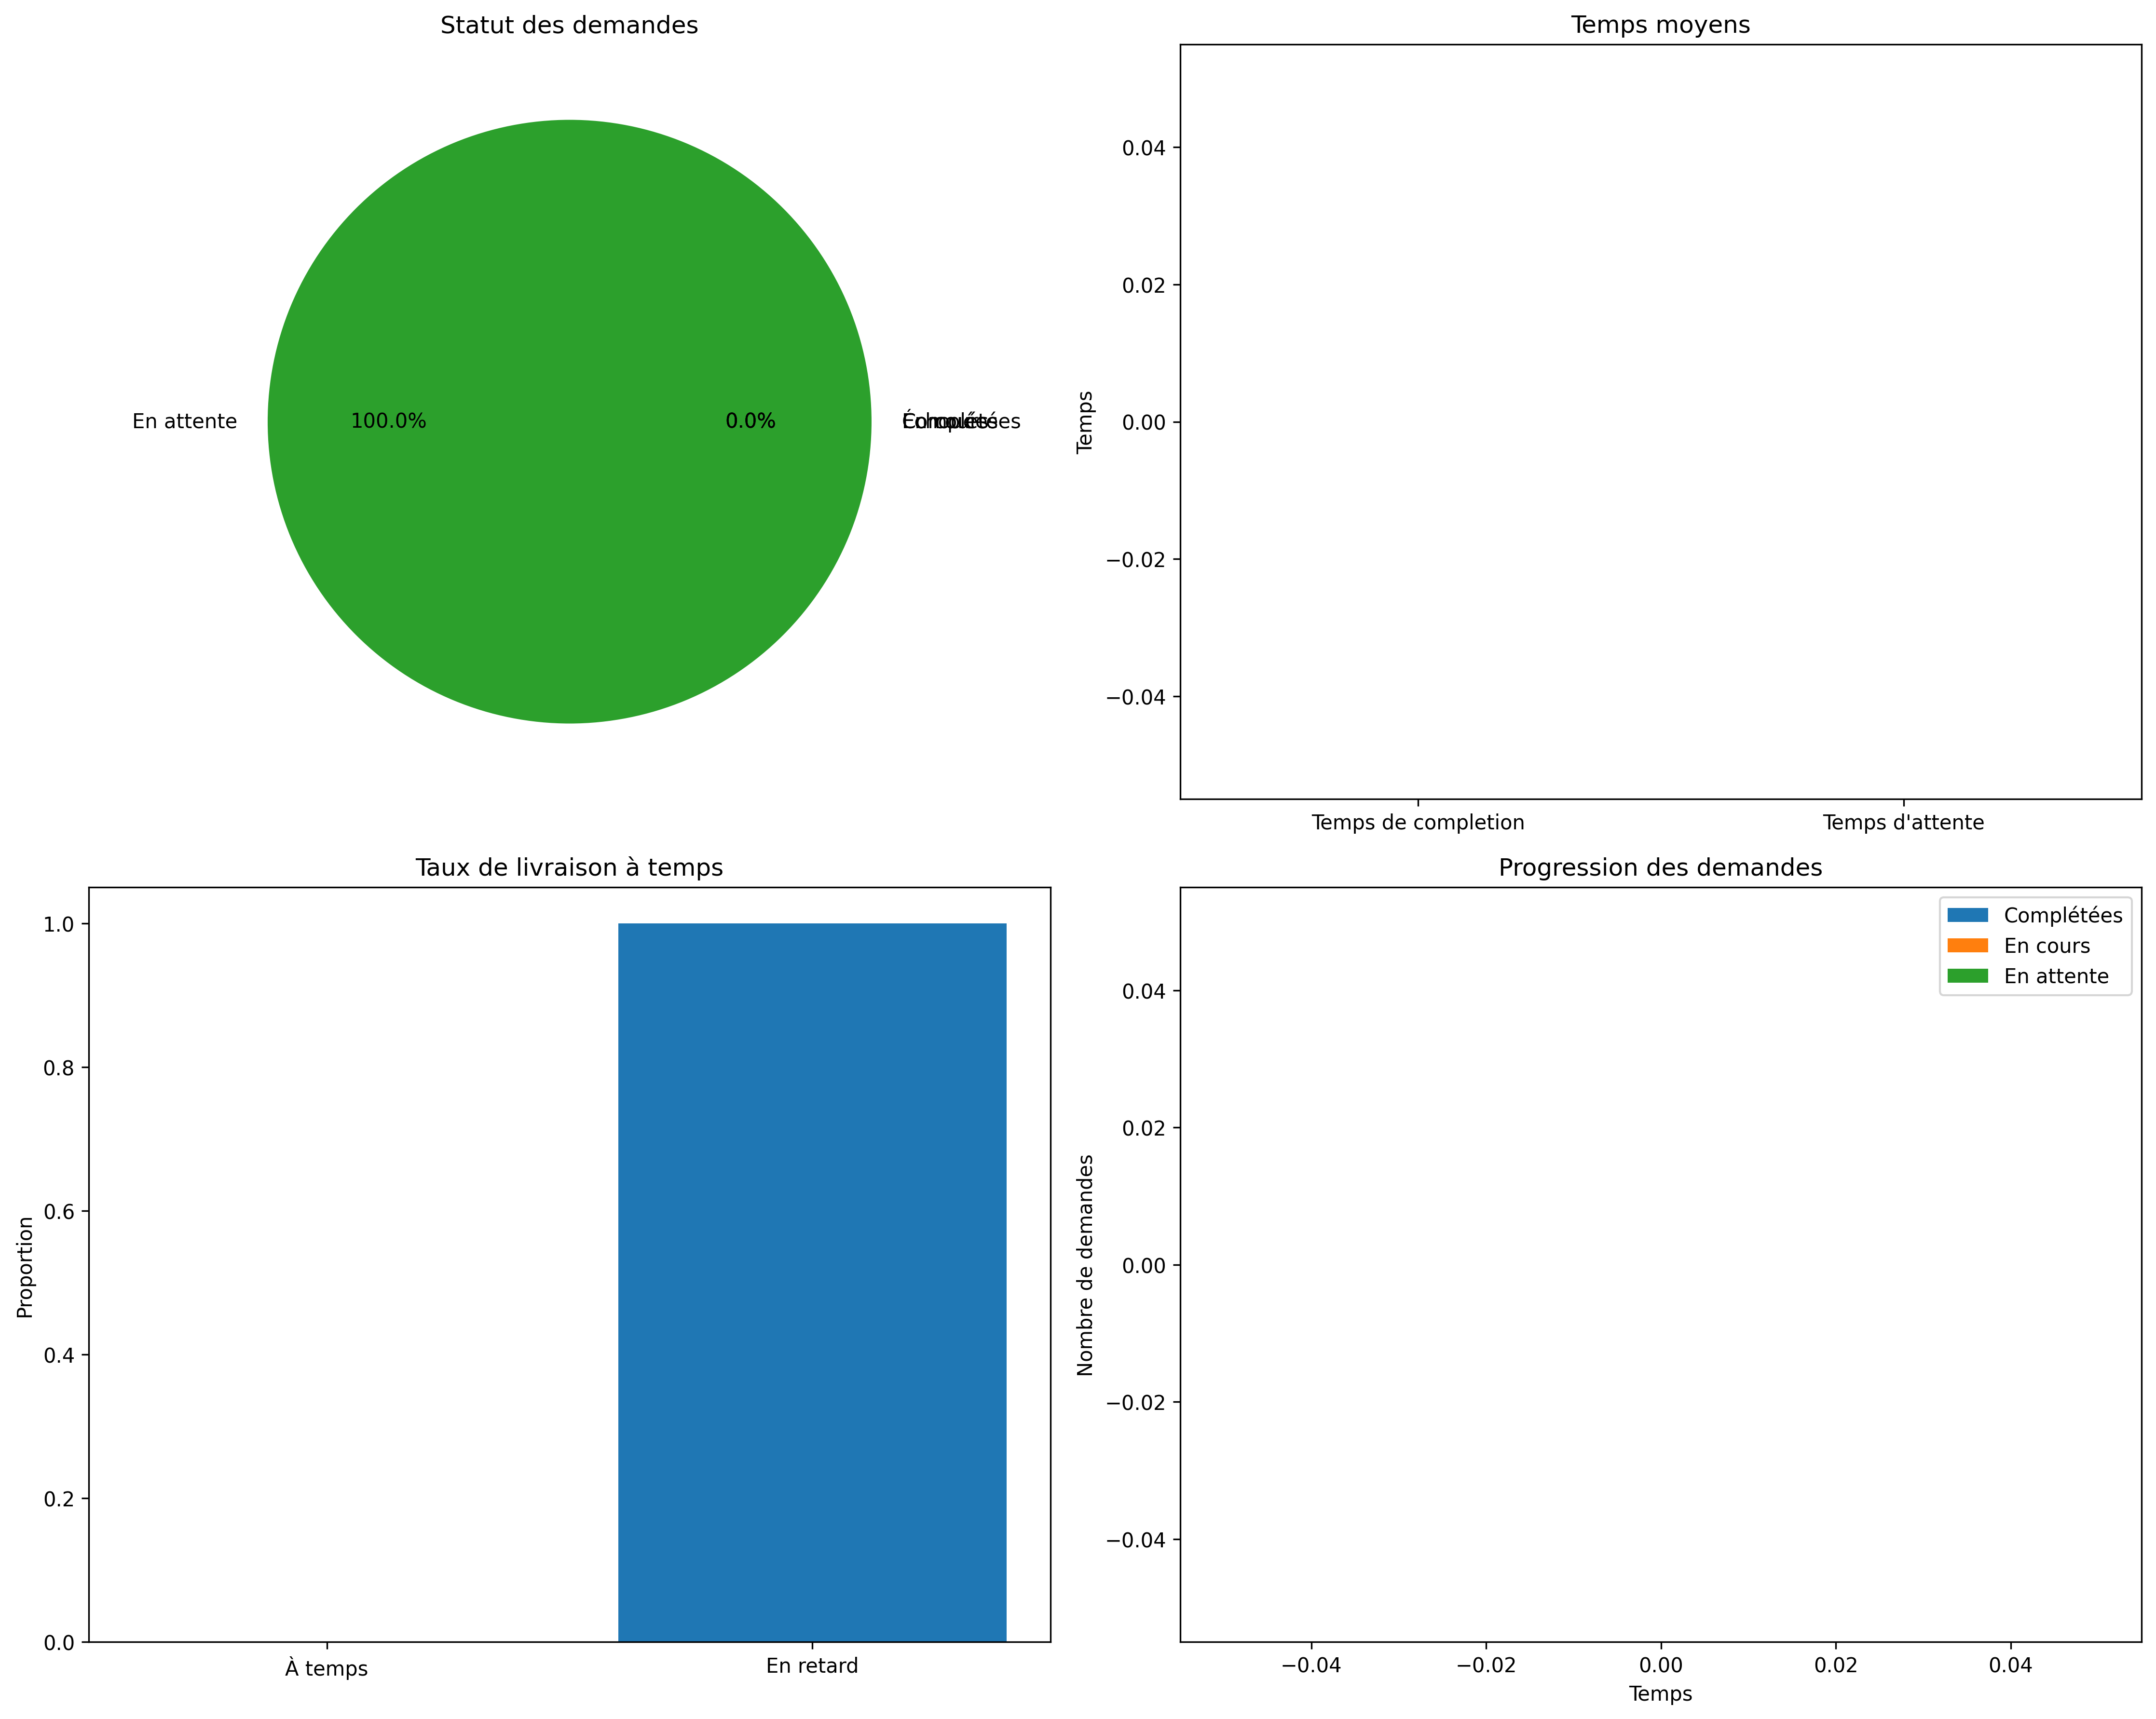 Statut des demandes
En attente
100.0%
0.0%
Temps moyens
0.04
0.02
0.00
−0.02
−0.04
Temps
Temps de completion
Temps d'attente
Taux de livraison à temps
1.0
0.8
0.6
0.4
0.2
0.0
Proportion
À temps
En retard
Progression des demandes
Complétées
En cours
En attente
0.04
0.02
0.00
−0.02
−0.04
Nombre de demandes
−0.04
−0.02
0.00
0.02
0.04
Temps